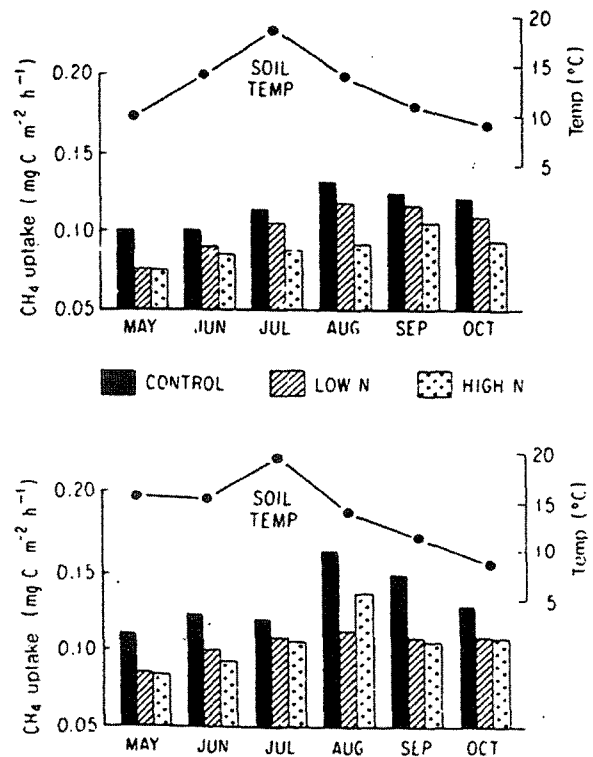 20
15
10
5
Temp (°C)
CH₄ uptake (mg C m⁻² h⁻¹)
0.20
0.15
0.10
0.05
SOIL
TEMP
MAY JUN JUL AUG SEP OCT
CONTROL LOW N HIGH N
20
15
10
5
Temp (°C)
CH₄ uptake (mg C m⁻² h⁻¹)
0.20
0.15
0.10
0.05
SOIL
TEMP
MAY JUN JUL AUG SEP OCT